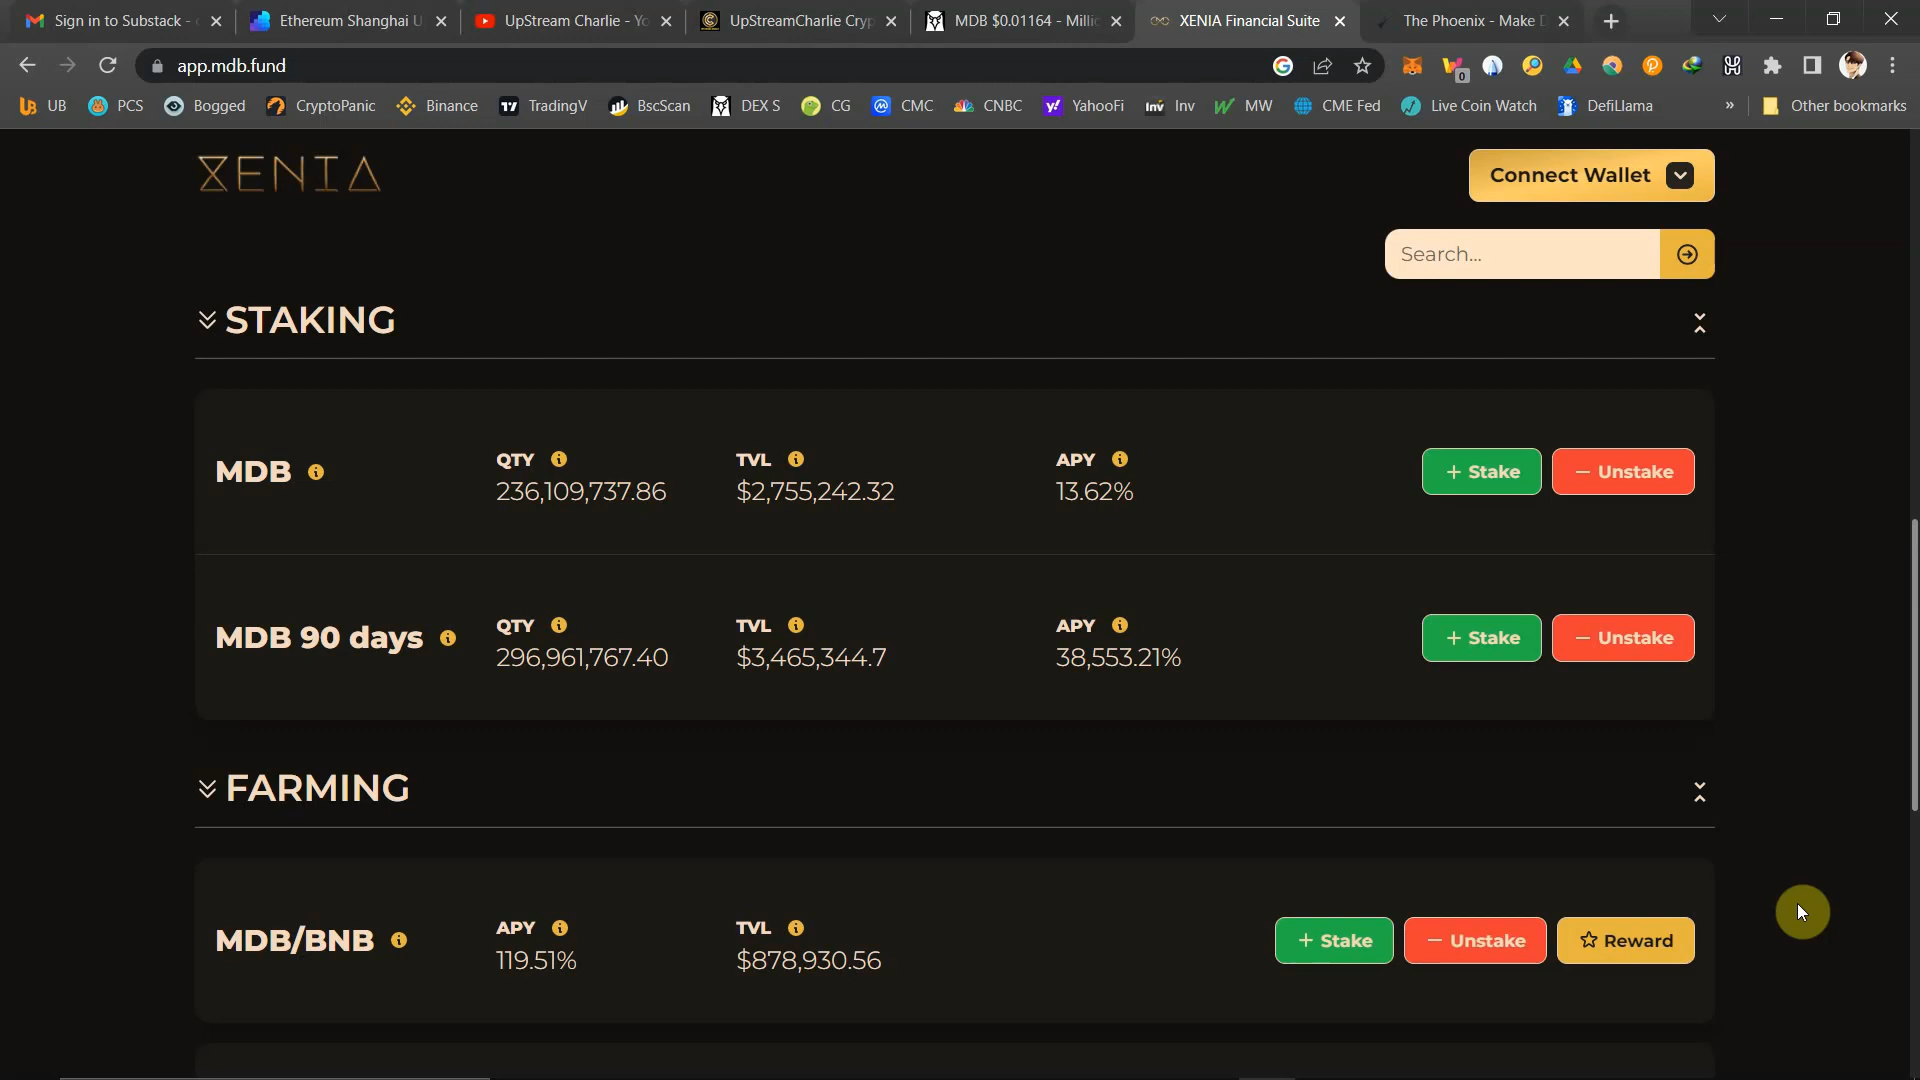 Sign in to Substack -
Ethereum Shanghai U
UpStream Charlie - Yo
UpStreamCharlie Cryp
MDB $0.01164 - Milli
XENIA Financial Suite
The Phoenix - Make D
app.mdb.fund
0
UB
PCS
Bogged
CryptoPanic
Binance
TradingV
BscScan
DEX S
CG
CMC
CNBC
YahooFi
Inv
MW
CME Fed
Live Coin Watch
DefiLlama
»
Other bookmarks
XENIA
Connect Wallet
Search...
STAKING
MDB
QTY
236,109,737.86
TVL
$2,755,242.32
APY
13.62%
+ Stake
− Unstake
MDB 90 days
QTY
296,961,767.40
TVL
$3,465,344.7
APY
38,553.21%
+ Stake
− Unstake
FARMING
MDB/BNB
APY
119.51%
TVL
$878,930.56
+ Stake
− Unstake
Reward